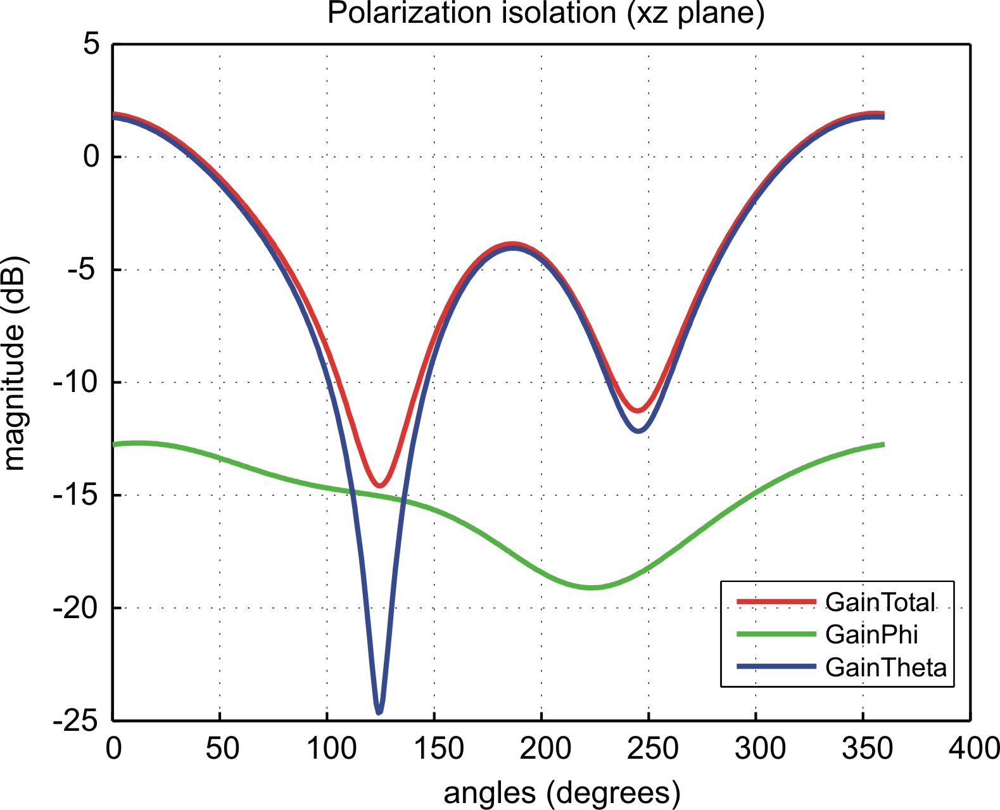 Polarization isolation (xz plane)
5
0
-5
-10
-15
-20
-25
magnitude (dB)
GainTotal
GainPhi
GainTheta
0 50 100 150 200 250 300 350 400
angles (degrees)